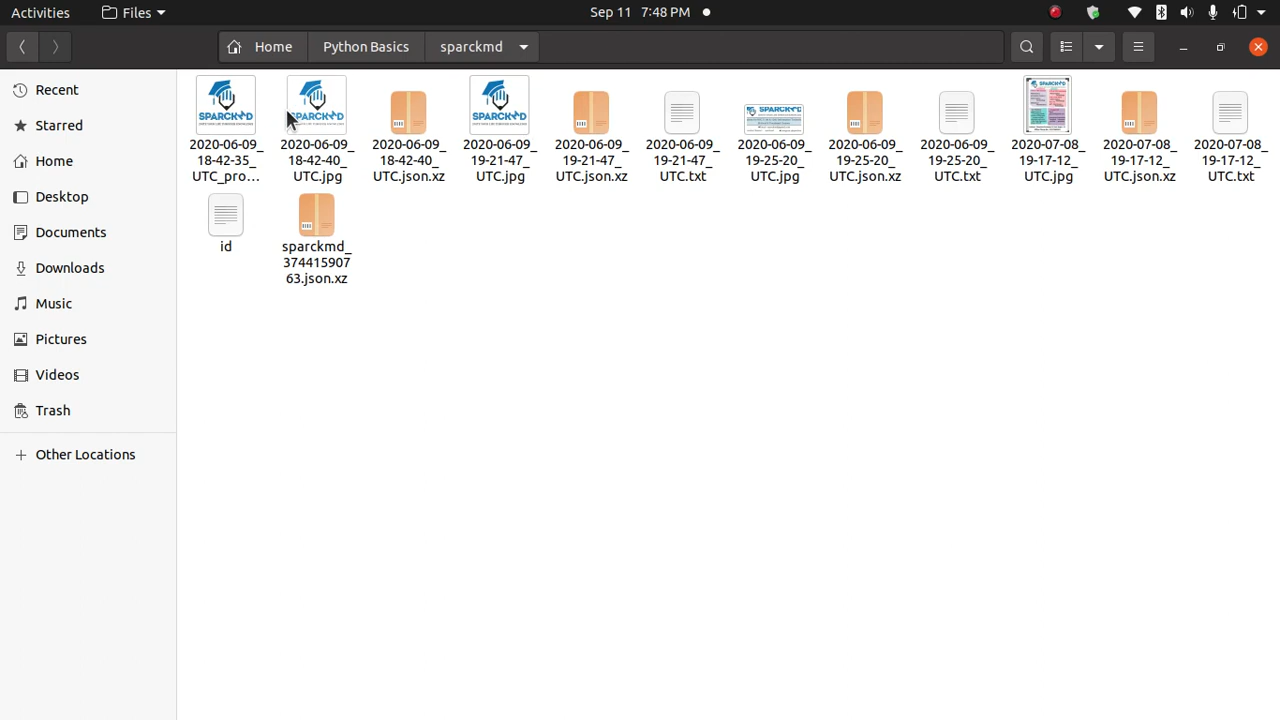 Activities
Files
Sep 11 7:48 PM
Home
Python Basics
sparckmd
Recent
Starred
Home
Desktop
Documents
Downloads
Music
Pictures
Videos
Trash
Other Locations
SPARCKMD
2020-06-09_
18-42-35_
UTC_pro...
2020-06-09_
18-42-40_
UTC.jpg
2020-06-09_
18-42-40_
UTC.json.xz
SPARCKMD
2020-06-09_
19-21-47_
UTC.jpg
2020-06-09_
19-21-47_
UTC.json.xz
2020-06-09_
19-21-47_
UTC.txt
2020-06-09_
19-25-20_
UTC.jpg
2020-06-09_
19-25-20_
UTC.json.xz
2020-06-09_
19-25-20_
UTC.txt
2020-07-08_
19-17-12_
UTC.jpg
2020-07-08_
19-17-12_
UTC.json.xz
2020-07-08_
19-17-12_
UTC.txt
id
sparckmd_
374415907
63.json.xz